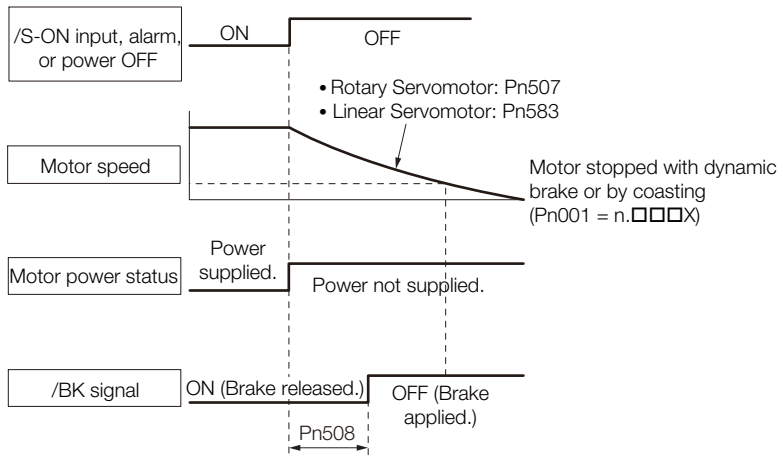 /S-ON input, alarm,
or power OFF
ON
OFF
• Rotary Servomotor: Pn507
• Linear Servomotor: Pn583
Motor speed
Motor stopped with dynamic
brake or by coasting
(Pn001 = n.□□□X)
Motor power status
Power
supplied.
Power not supplied.
/BK signal
ON (Brake released.)
OFF (Brake
applied.)
Pn508